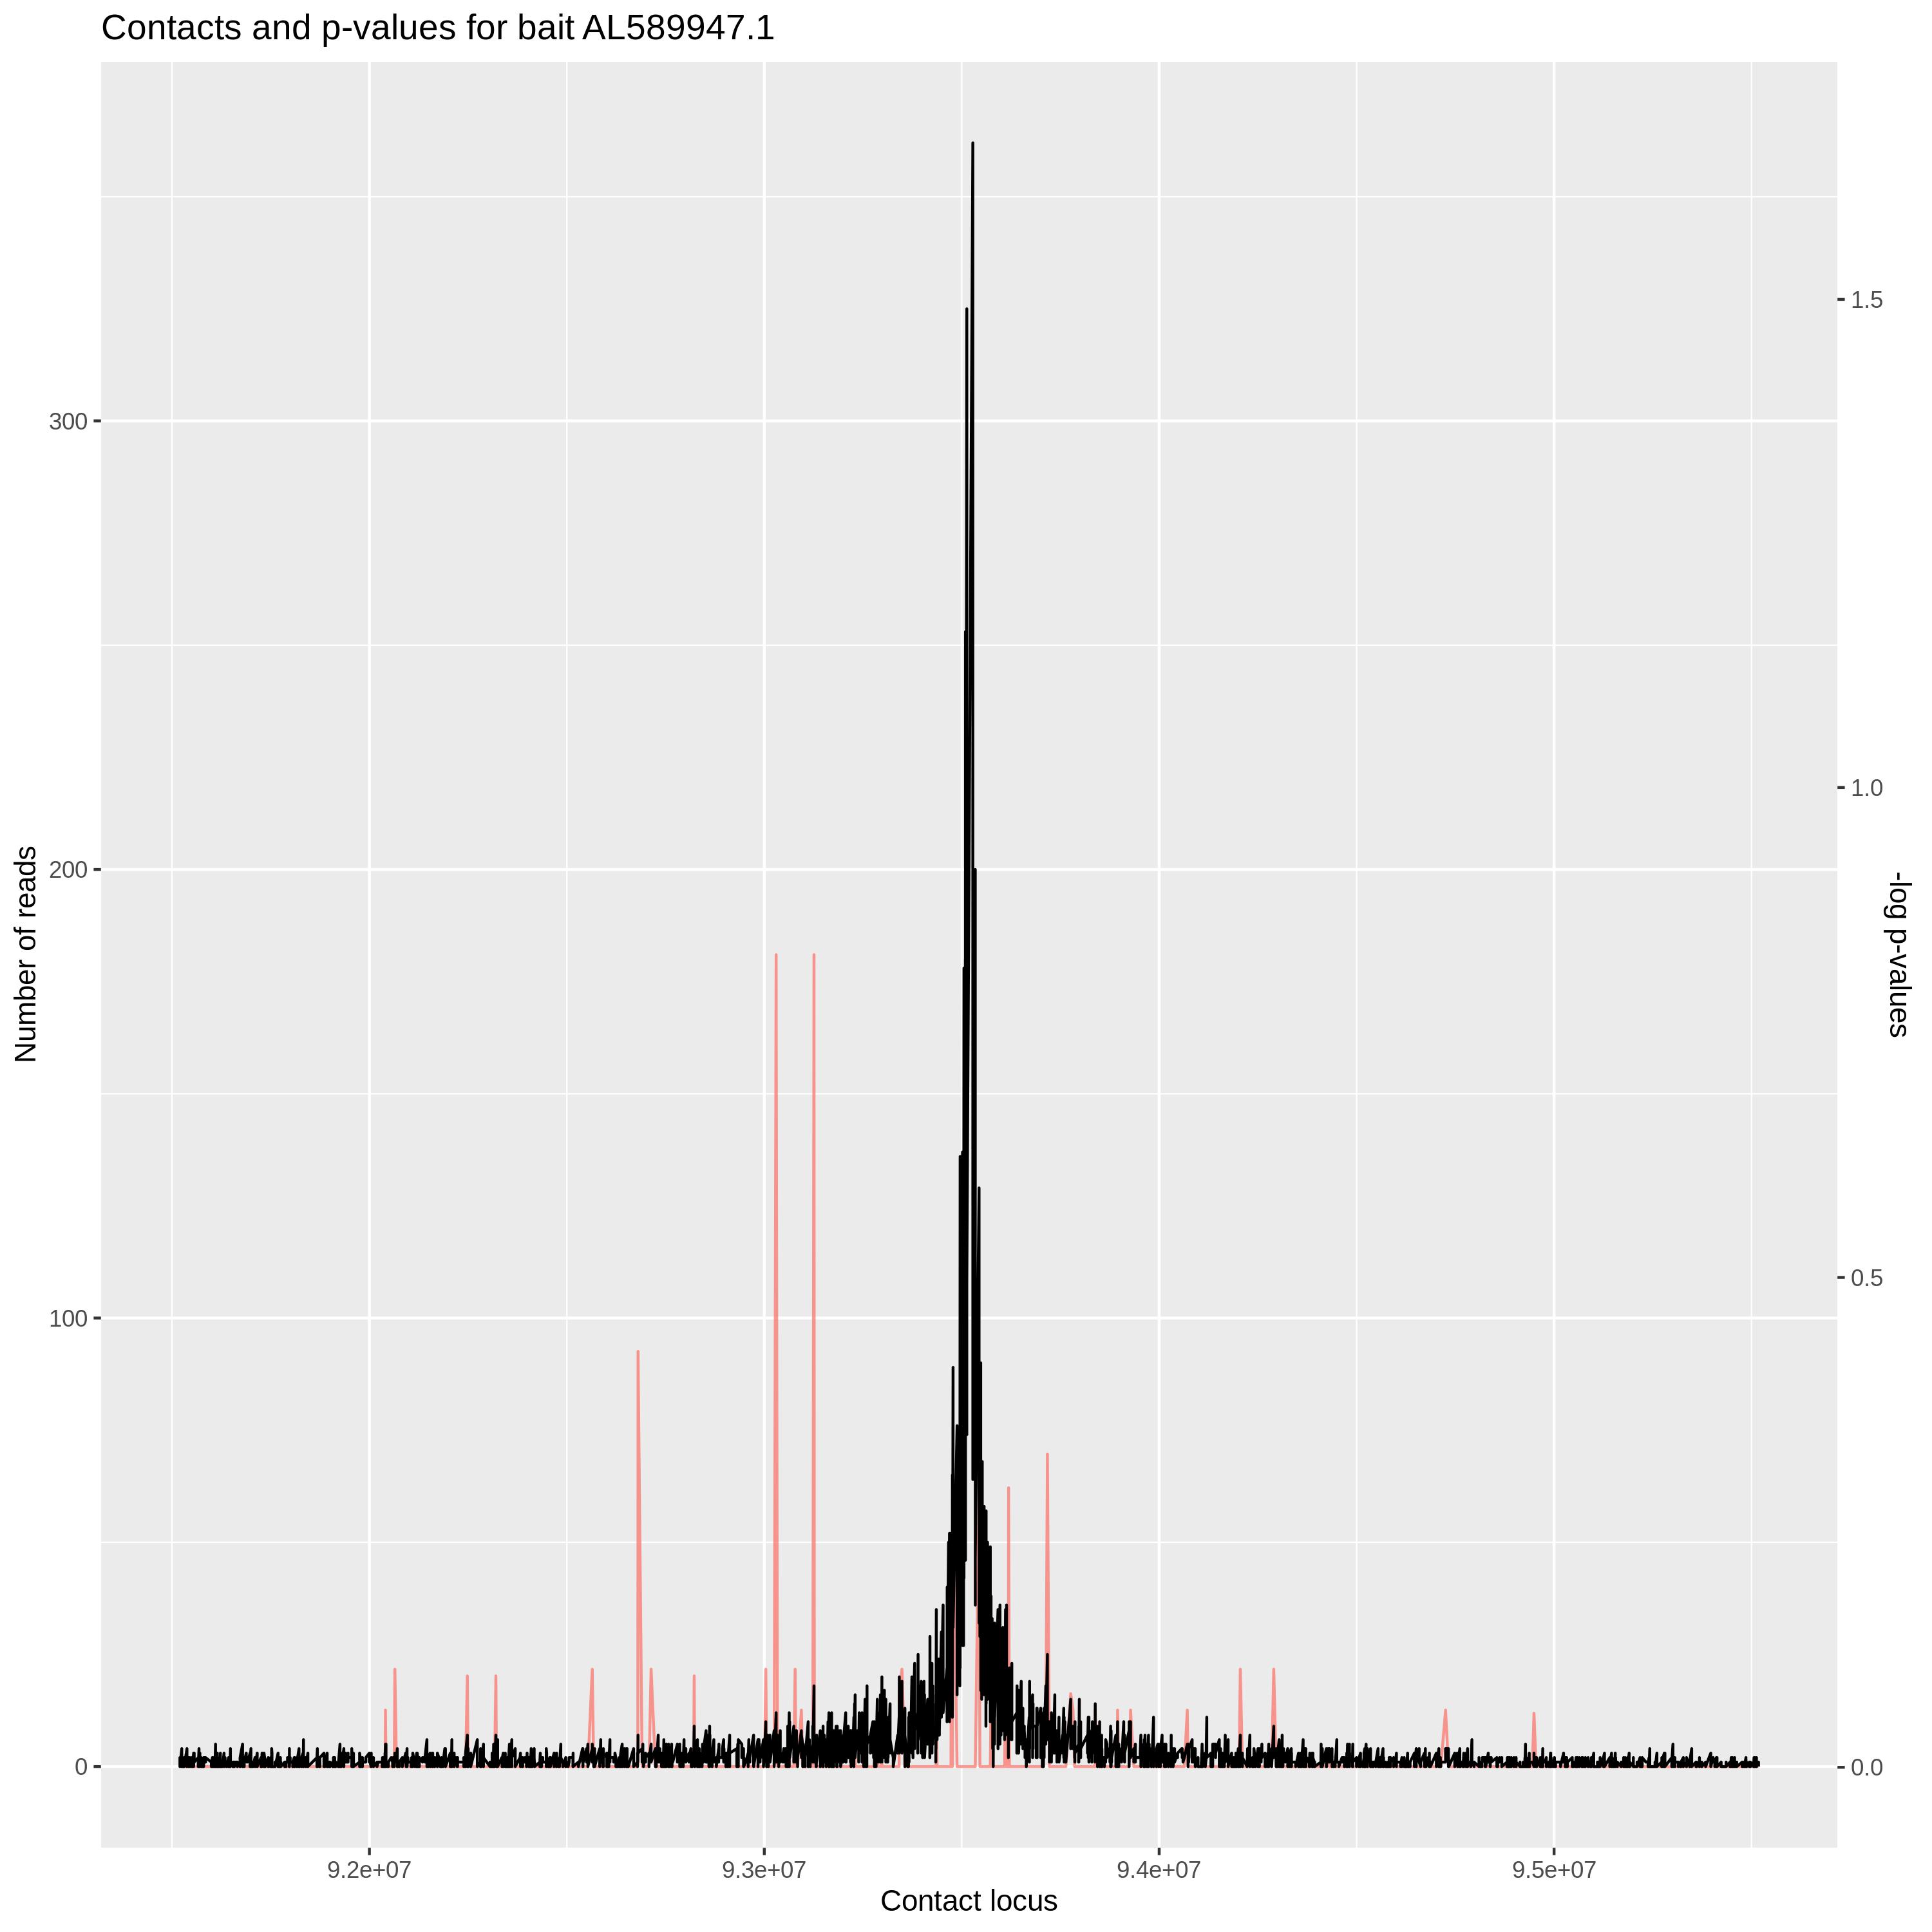 Contacts and p-values for bait AL589947.1
300
200
100
0
Number of reads
1.5
1.0
0.5
0.0
-log p-values
9.2e+07
9.3e+07
9.4e+07
9.5e+07
Contact locus